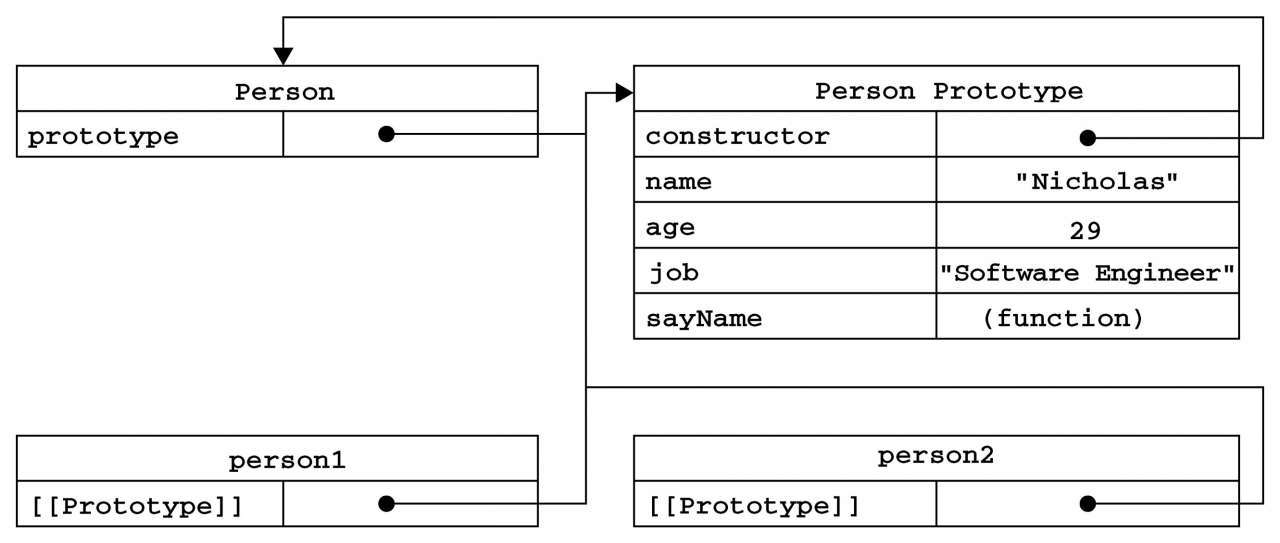 Person
prototype
Person Prototype
constructor
name "Nicholas"
age 29
job "Software Engineer"
sayName (function)
person1
[[Prototype]]
person2
[[Prototype]]